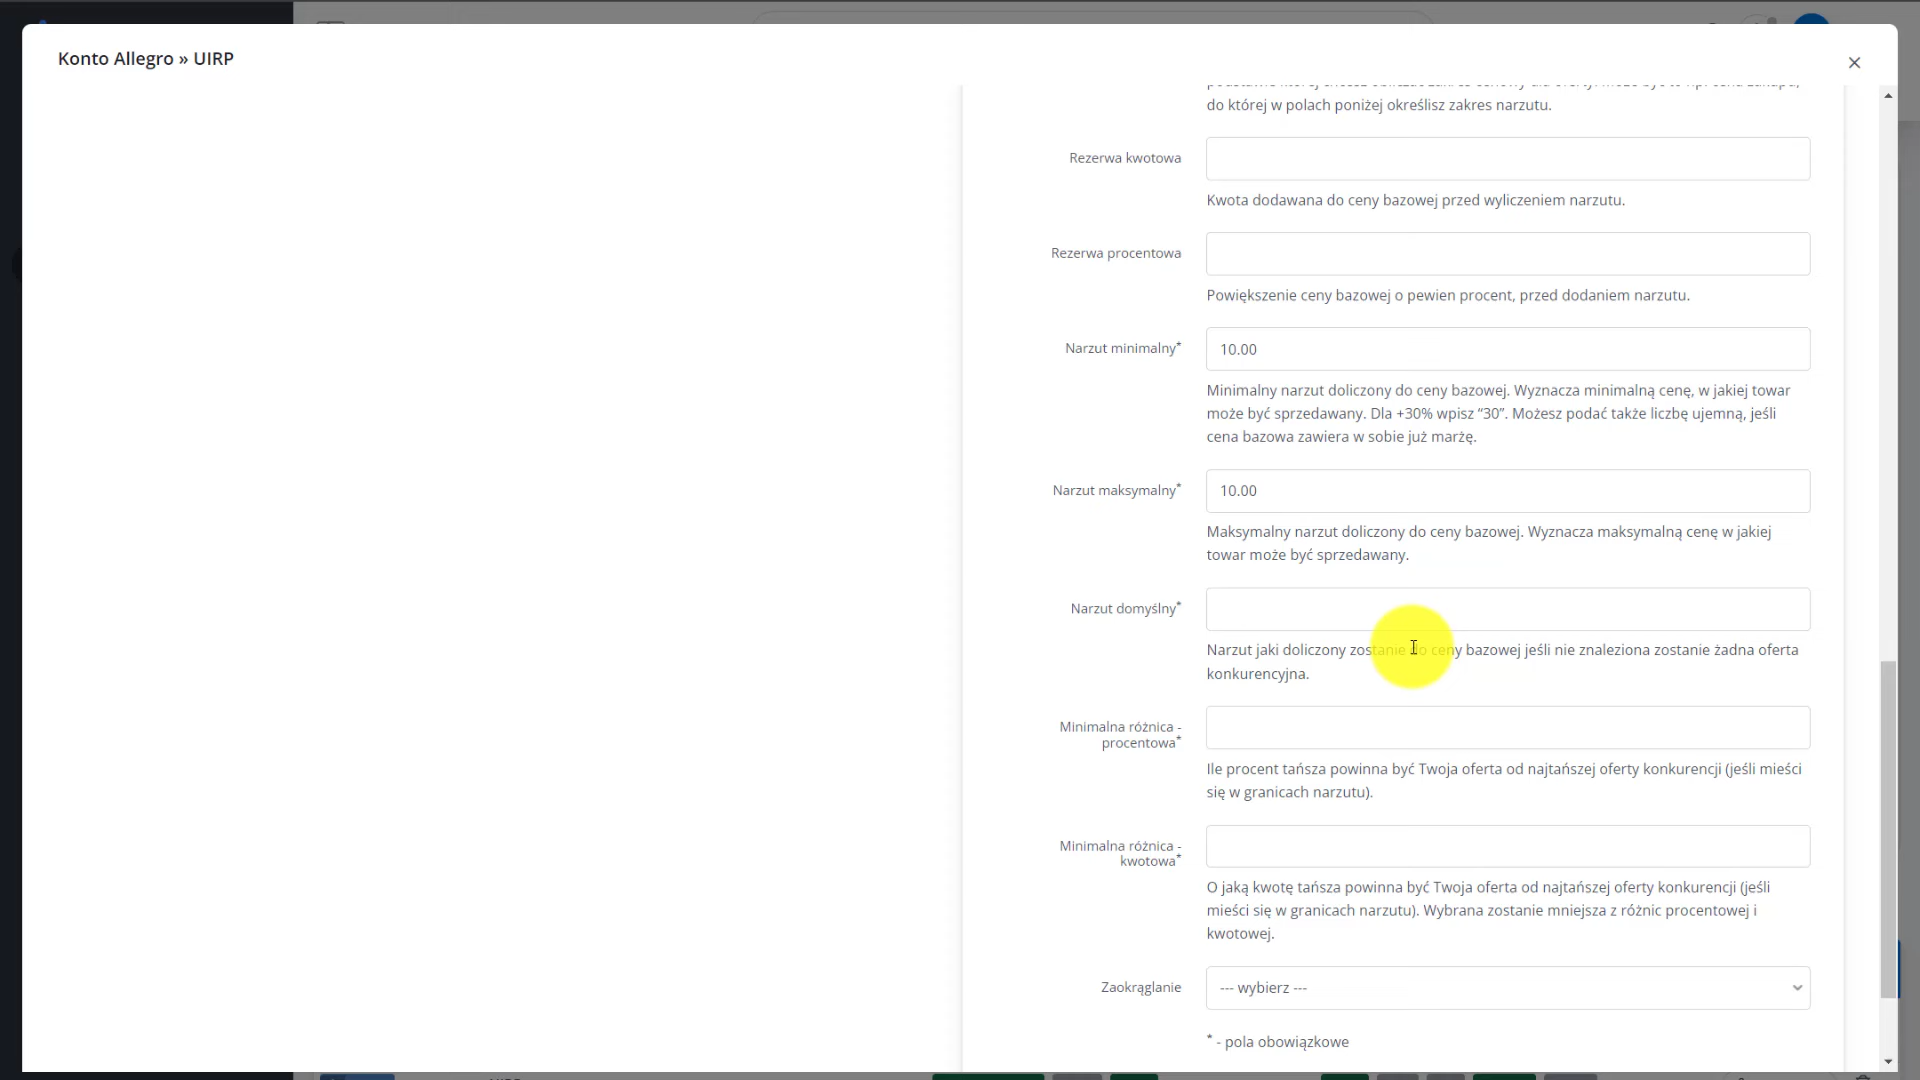 Konto Allegro » UIRP
do której w polach poniżej określisz zakres narzutu.
Rezerwa kwotowa
Kwota dodawana do ceny bazowej przed wyliczeniem narzutu.
Rezerwa procentowa
Powiększenie ceny bazowej o pewien procent, przed dodaniem narzutu.
Narzut minimalny*
10.00
Minimalny narzut doliczony do ceny bazowej. Wyznacza minimalną cenę, w jakiej towar
może być sprzedawany. Dla +30% wpisz “30”. Możesz podać także liczbę ujemną, jeśli
cena bazowa zawiera w sobie już marżę.
Narzut maksymalny*
10.00
Maksymalny narzut doliczony do ceny bazowej. Wyznacza maksymalną cenę w jakiej
towar może być sprzedawany.
Narzut domyślny*
Narzut jaki doliczony zostanie do ceny bazowej jeśli nie znaleziona zostanie żadna oferta
konkurencyjna.
Minimalna różnica -
procentowa*
Ile procent tańsza powinna być Twoja oferta od najtańszej oferty konkurencji (jeśli mieści
się w granicach narzutu).
Minimalna różnica -
kwotowa*
O jaką kwotę tańsza powinna być Twoja oferta od najtańszej oferty konkurencji (jeśli
mieści się w granicach narzutu). Wybrana zostanie mniejsza z różnic procentowej i
kwotowej.
Zaokrąglanie
--- wybierz ---
* - pola obowiązkowe